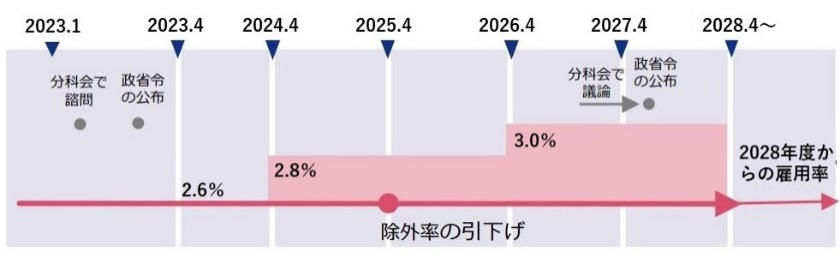 2023.1
2023.4
2024.4
2025.4
2026.4
2027.4
2028.4～
分科会で
諮問
政省令
の公布
分科会で
議論
政省令
の公布
2.6%
2.8%
3.0%
2028年度か
らの雇用率
除外率の引下げ